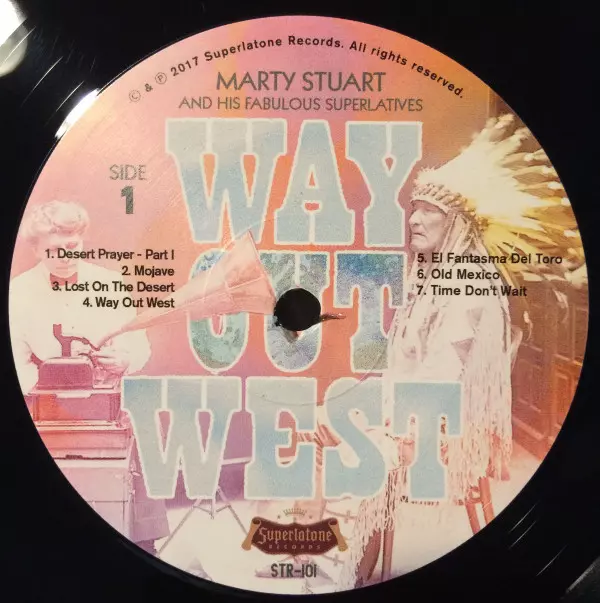 © & ℗ 2017 Superlatone Records. All rights reserved.
MARTY STUART
AND HIS FABULOUS SUPERLATIVES
WAY
OUT
WEST
SIDE
1
1. Desert Prayer - Part I
2. Mojave
3. Lost On The Desert
4. Way Out West
5. El Fantasma Del Toro
6. Old Mexico
7. Time Don't Wait
Superlatone
RECORDS
STR-101